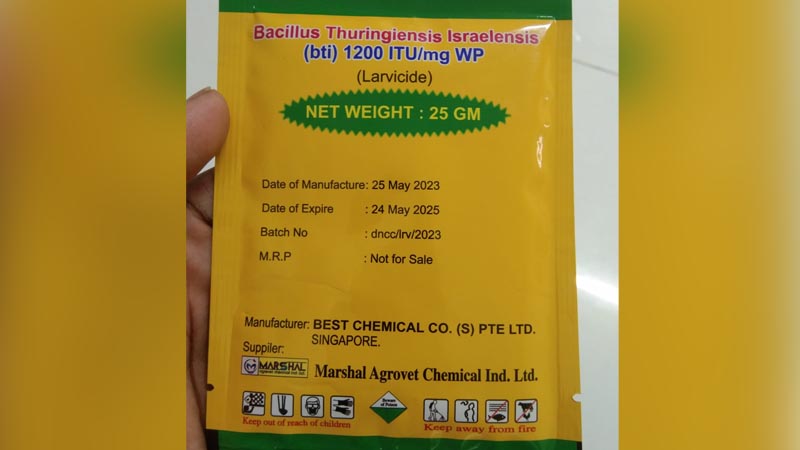 Bacillus Thuringiensis Israelensis
(bti) 1200 ITU/mg WP
(Larvicide)
NET WEIGHT : 25 GM
Date of Manufacture: 25 May 2023
Date of Expire : 24 May 2025
Batch No : dncc/lrv/2023
M.R.P : Not for Sale
Manufacturer: BEST CHEMICAL CO. (S) PTE LTD.
SINGAPORE.
Suppiler:
MARSHAL
Marshal Agrovet Chemical Ind. Ltd.
Beware
of Poison
Keep out of reach of children
Keep away from fire